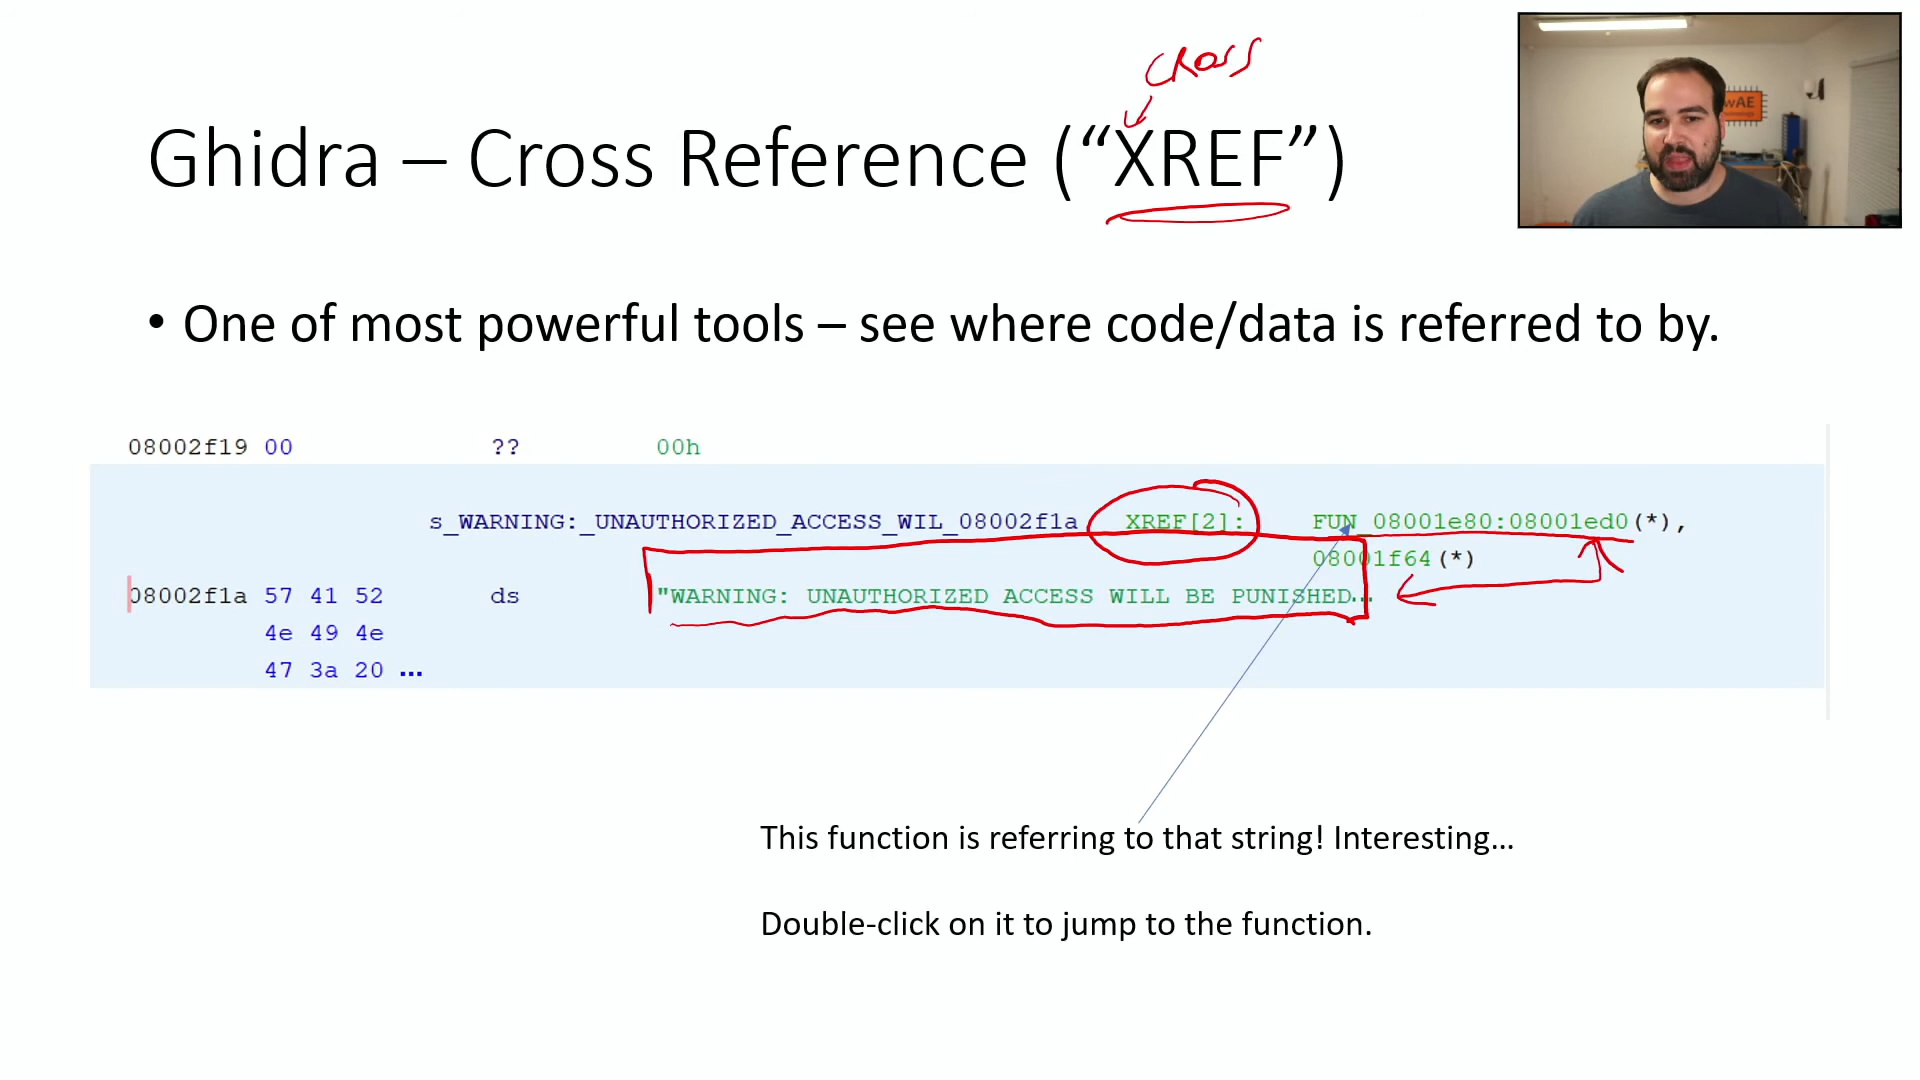 cross
Ghidra – Cross Reference (“XREF”)
wAE
• One of most powerful tools – see where code/data is referred to by.
08002f19 00 ?? 00h
s_WARNING:_UNAUTHORIZED_ACCESS_WIL_08002f1a XREF[2]: FUN_08001e80:08001ed0(*),
08001f64(*)
08002f1a 57 41 52 ds "WARNING: UNAUTHORIZED ACCESS WILL BE PUNISHED…
4e 49 4e
47 3a 20 …
This function is referring to that string! Interesting…
Double-click on it to jump to the function.